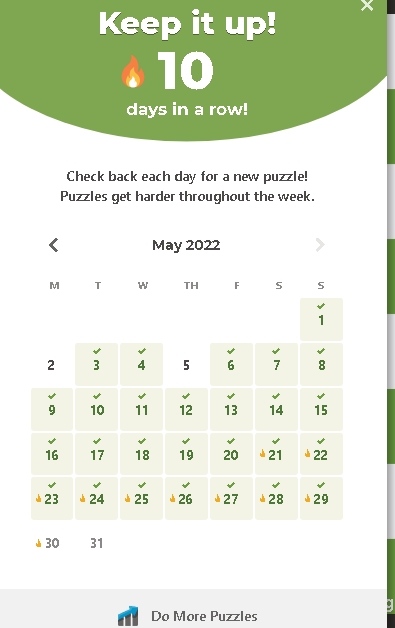 Keep it up!
10
days in a row!
Check back each day for a new puzzle!
Puzzles get harder throughout the week.
May 2022
M T W TH F S S
1
2 3 4 5 6 7 8
9 10 11 12 13 14 15
16 17 18 19 20 21 22
23 24 25 26 27 28 29
30 31
Do More Puzzles